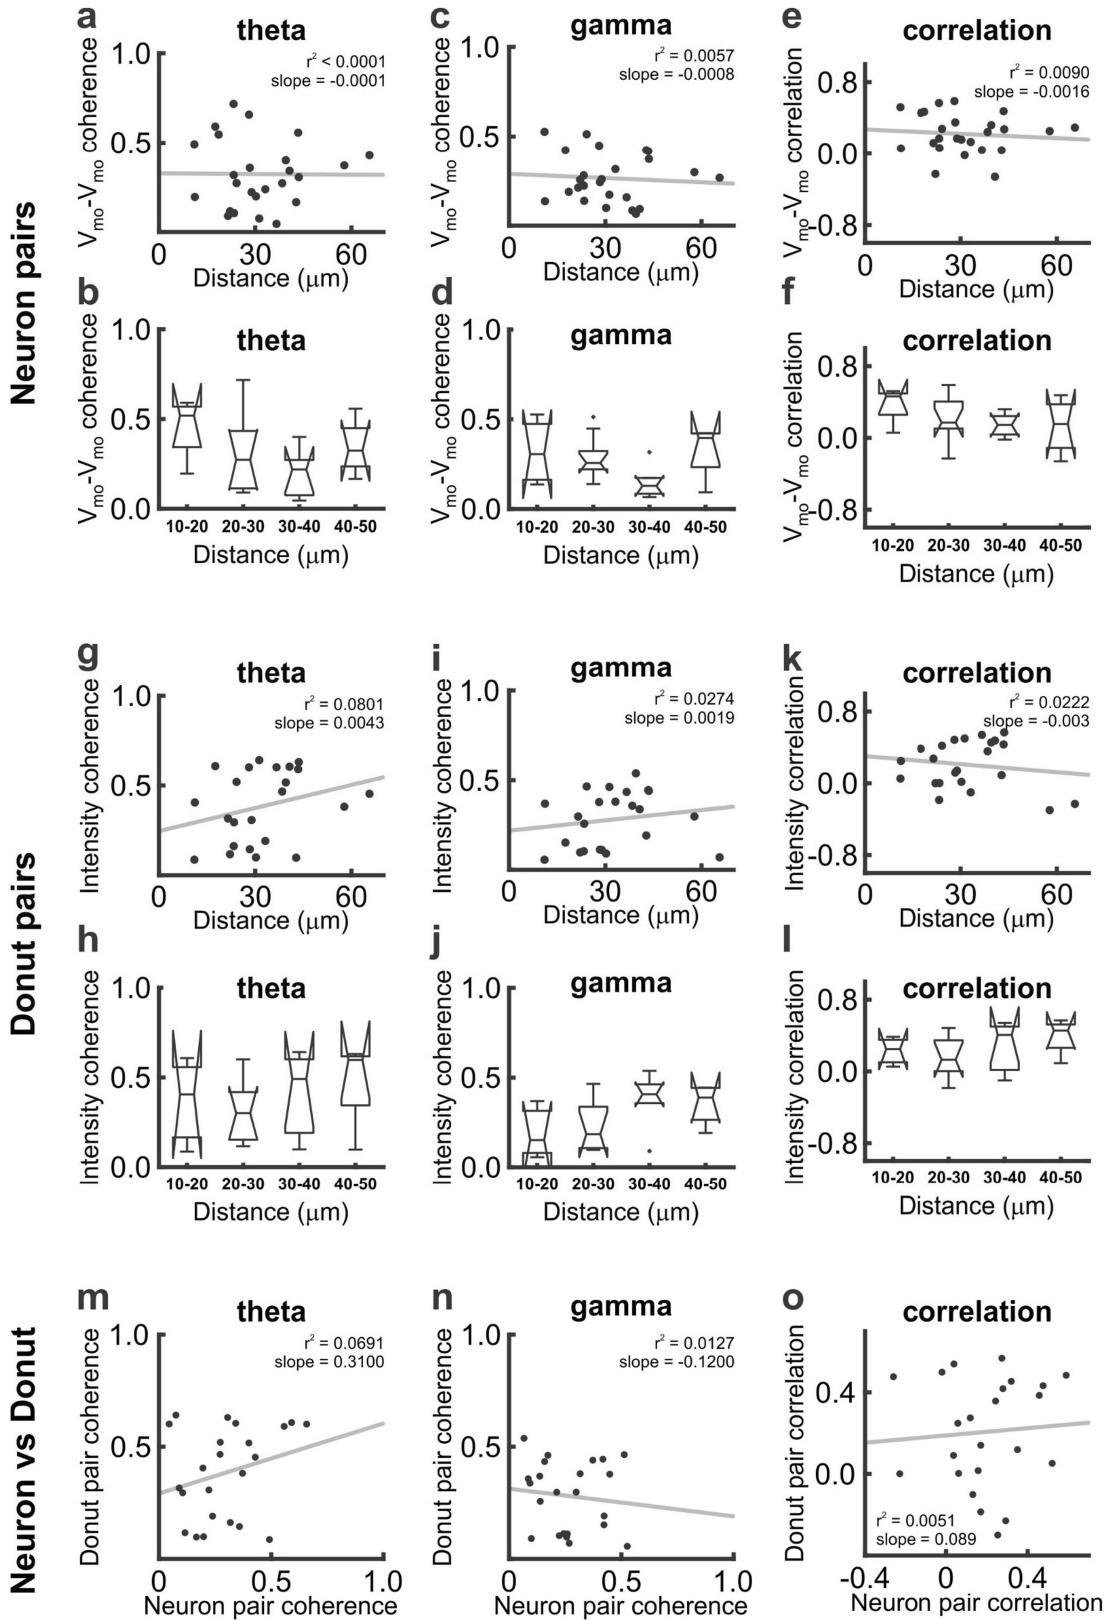 Neuron pairs
a
theta
r² < 0.0001
slope = -0.0001
Vmo-Vmo coherence
1.0
0.5
0
30
60
Distance (μm)
c
gamma
r² = 0.0057
slope = -0.0008
Vmo-Vmo coherence
1.0
0.5
0.0
0
30
60
Distance (μm)
e
correlation
r² = 0.0090
slope = -0.0016
Vmo-Vmo correlation
0.8
0.0
-0.8
0
30
60
Distance (μm)
b
theta
Vmo-Vmo coherence
1.0
0.5
0.0
10-20 20-30 30-40 40-50
Distance (μm)
d
gamma
Vmo-Vmo coherence
1.0
0.5
0.0
10-20 20-30 30-40 40-50
Distance (μm)
f
correlation
Vmo-Vmo correlation
0.8
0.0
-0.8
10-20 20-30 30-40 40-50
Distance (μm)
Donut pairs
g
theta
r² = 0.0801
slope = 0.0043
Intensity coherence
1.0
0.5
0
30
60
Distance (μm)
i
gamma
r² = 0.0274
slope = 0.0019
Intensity coherence
1.0
0.5
0.0
0
30
60
Distance (μm)
k
correlation
r² = 0.0222
slope = -0.003
Intensity correlation
0.8
0.0
-0.8
0
30
60
Distance (μm)
h
theta
Intensity coherence
1.0
0.5
0.0
10-20 20-30 30-40 40-50
Distance (μm)
j
gamma
Intensity coherence
1.0
0.5
0.0
10-20 20-30 30-40 40-50
Distance (μm)
l
correlation
Intensity correlation
0.8
0.0
-0.8
10-20 20-30 30-40 40-50
Distance (μm)
Neuron vs Donut
m
theta
r² = 0.0691
slope = 0.3100
Donut pair coherence
1.0
0.5
0
0.5
1.0
Neuron pair coherence
n
gamma
r² = 0.0127
slope = -0.1200
Donut pair coherence
1.0
0.5
0
0.5
1.0
Neuron pair coherence
o
correlation
r² = 0.0051
slope = 0.089
Donut pair correlation
0.4
0.0
-0.4
0
0.4
Neuron pair correlation